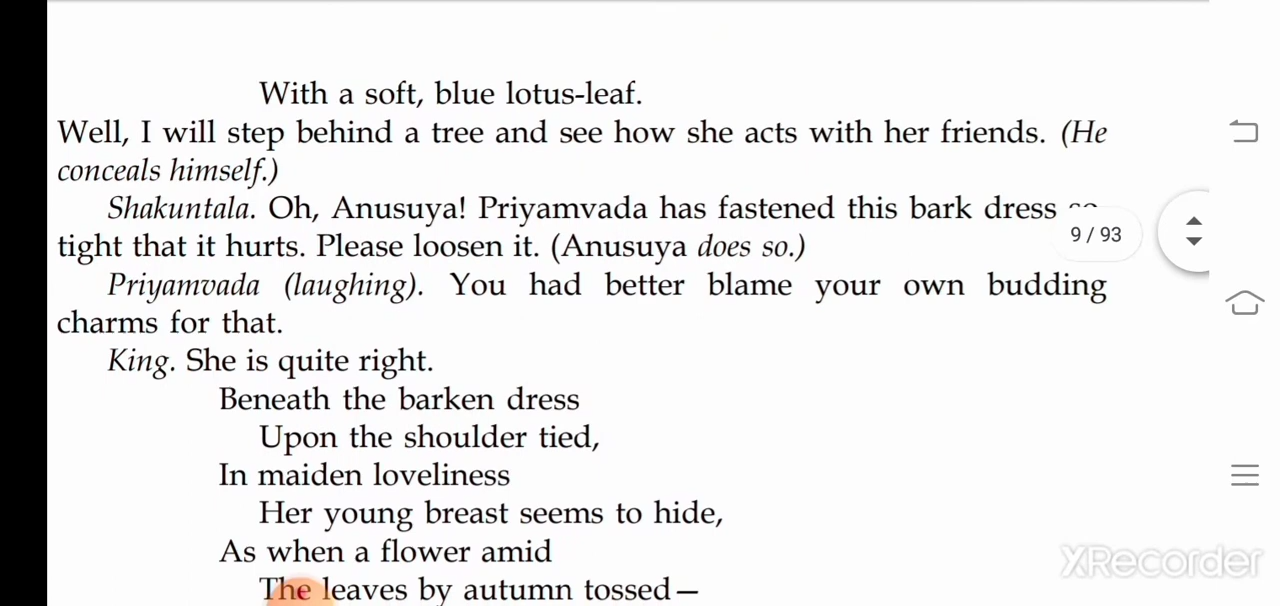 With a soft, blue lotus-leaf.
Well, I will step behind a tree and see how she acts with her friends. (He
conceals himself.)
Shakuntala. Oh, Anusuya! Priyamvada has fastened this bark dress
tight that it hurts. Please loosen it. (Anusuya does so.)
9 / 93
Priyamvada (laughing). You had better blame your own budding
charms for that.
King. She is quite right.
Beneath the barken dress
Upon the shoulder tied,
In maiden loveliness
Her young breast seems to hide,
As when a flower amid
The leaves by autumn tossed—
XRecorder